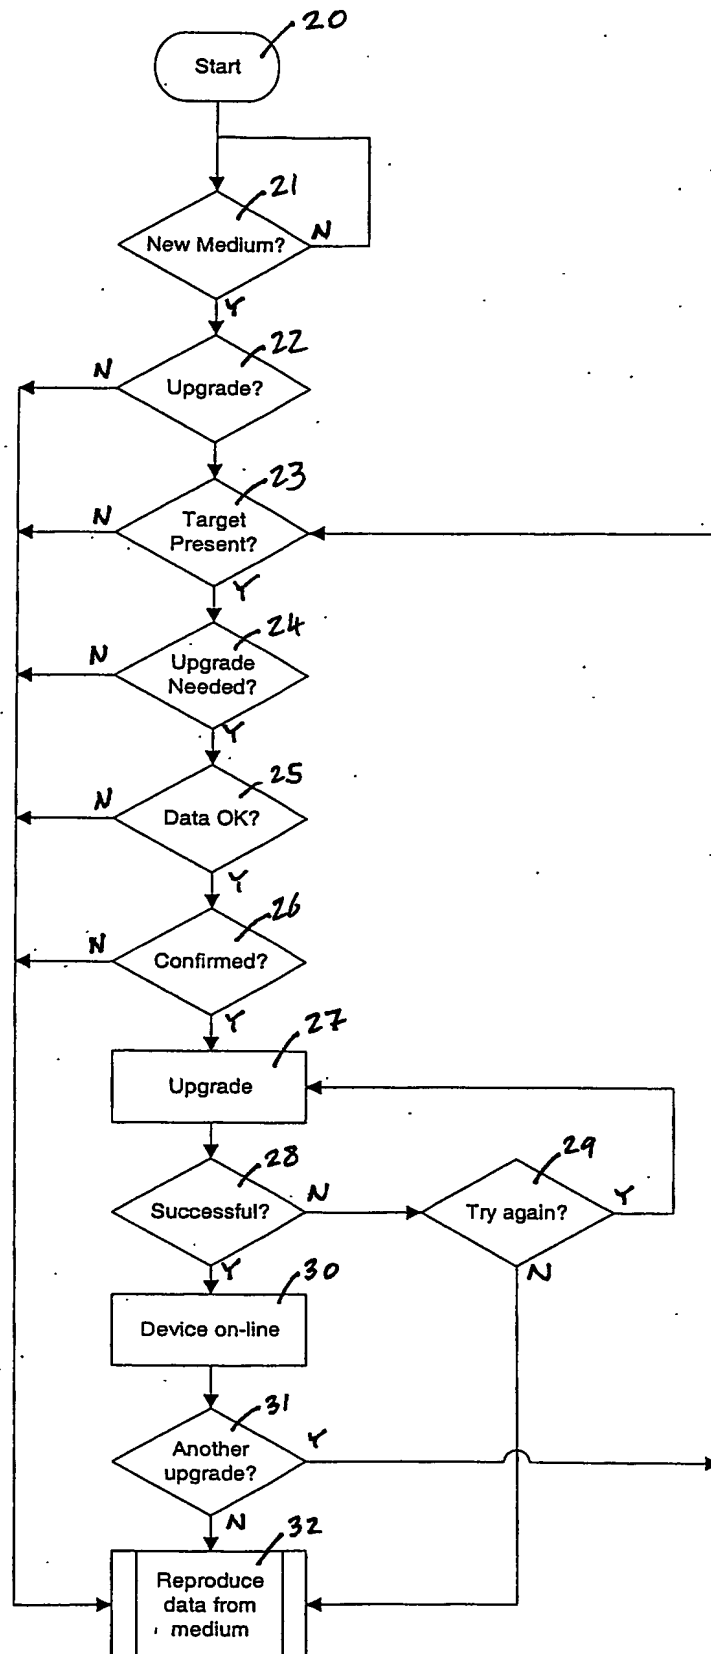 20
Start
21
New Medium?
N
Y
22
N
Upgrade?
23
N
Target
Present?
Y
24
N
Upgrade
Needed?
Y
25
N
Data OK?
Y
26
N
Confirmed?
Y
27
Upgrade
28
Successful?
N
29
Try again?
Y
Y
N
30
Device on-line
31
Another
upgrade?
Y
N
32
Reproduce
data from
medium